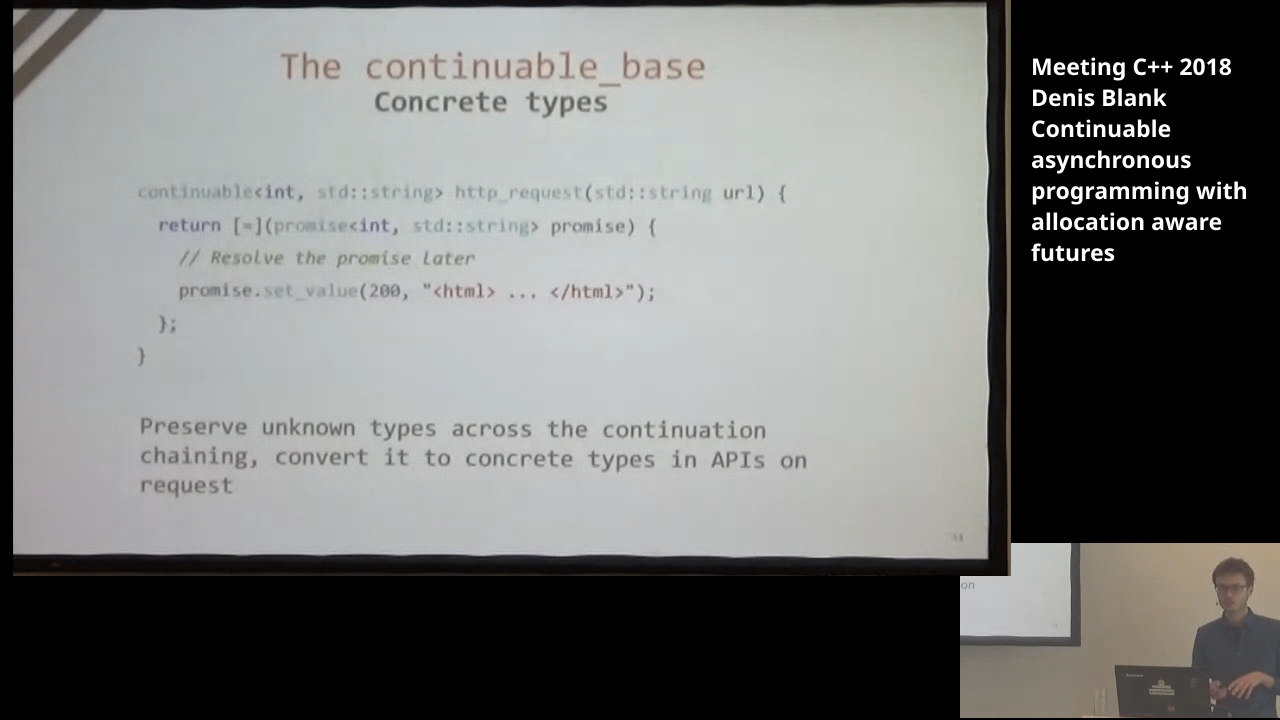 The continuable_base
Concrete types
continuable<int, std::string> http_request(std::string url) {
return [=](promise<int, std::string> promise) {
// Resolve the promise later
promise.set_value(200, "<html> ... </html>");
};
}
Preserve unknown types across the continuation
chaining, convert it to concrete types in APIs on
request
Meeting C++ 2018
Denis Blank
Continuable
asynchronous
programming with
allocation aware
futures
on